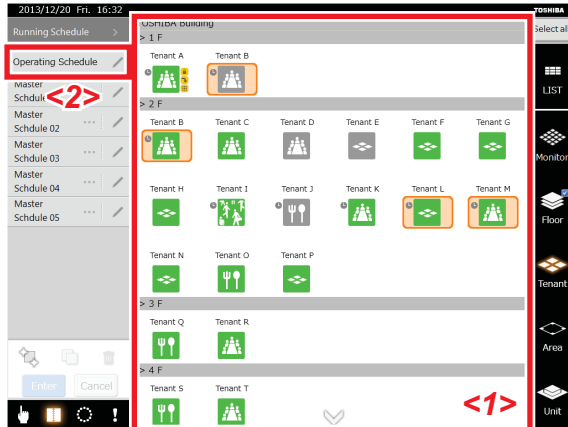 2013/12/20 Fri. 16:32
TOSHIBA
Running Schedule >
Select all
Operating Schedule
<2>
Master
Schdule
Master
Schdule 02
Master
Schdule 03
Master
Schdule 04
Master
Schdule 05
Enter Cancel
OSHIBA Building
> 1 F
Tenant A Tenant B
> 2 F
Tenant B Tenant C Tenant D Tenant E Tenant F Tenant G
Tenant H Tenant I Tenant J Tenant K Tenant L Tenant M
Tenant N Tenant O Tenant P
> 3 F
Tenant Q Tenant R
> 4 F
Tenant S Tenant T
<1>
LIST
Monitor
Floor
Tenant
Area
Unit